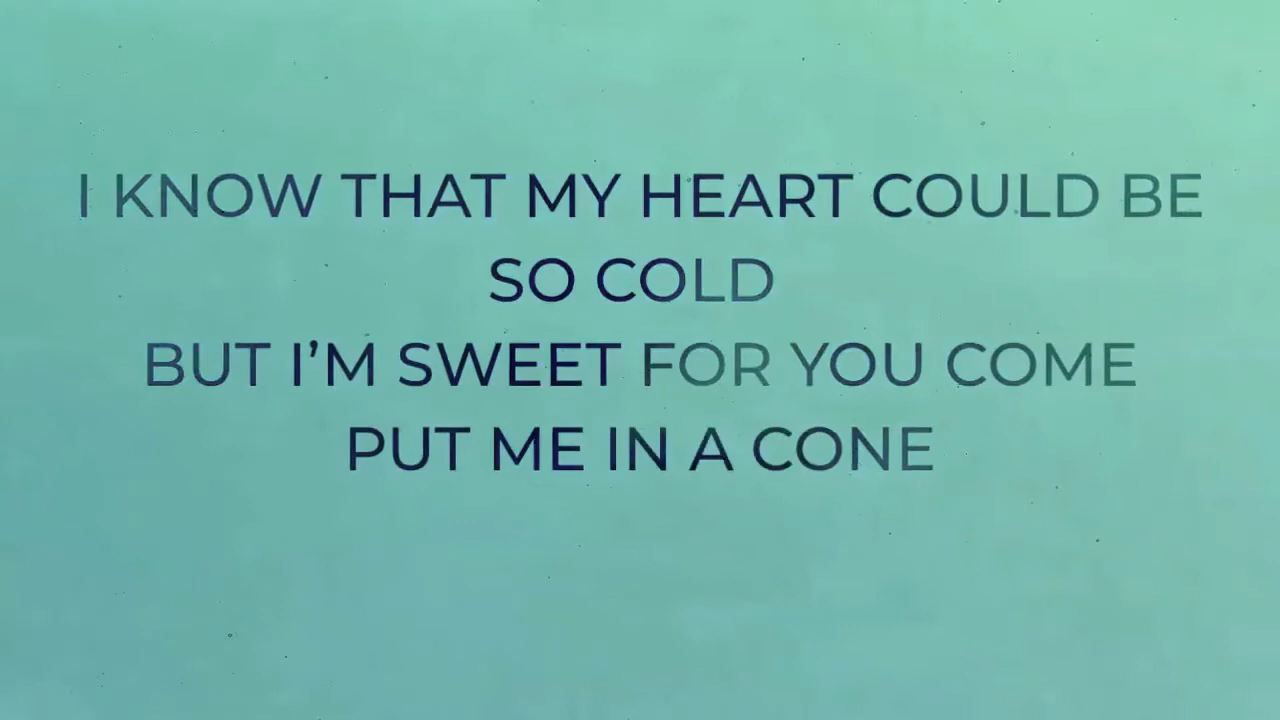 I KNOW THAT MY HEART COULD BE
SO COLD
BUT I’M SWEET FOR YOU COME
PUT ME IN A CONE